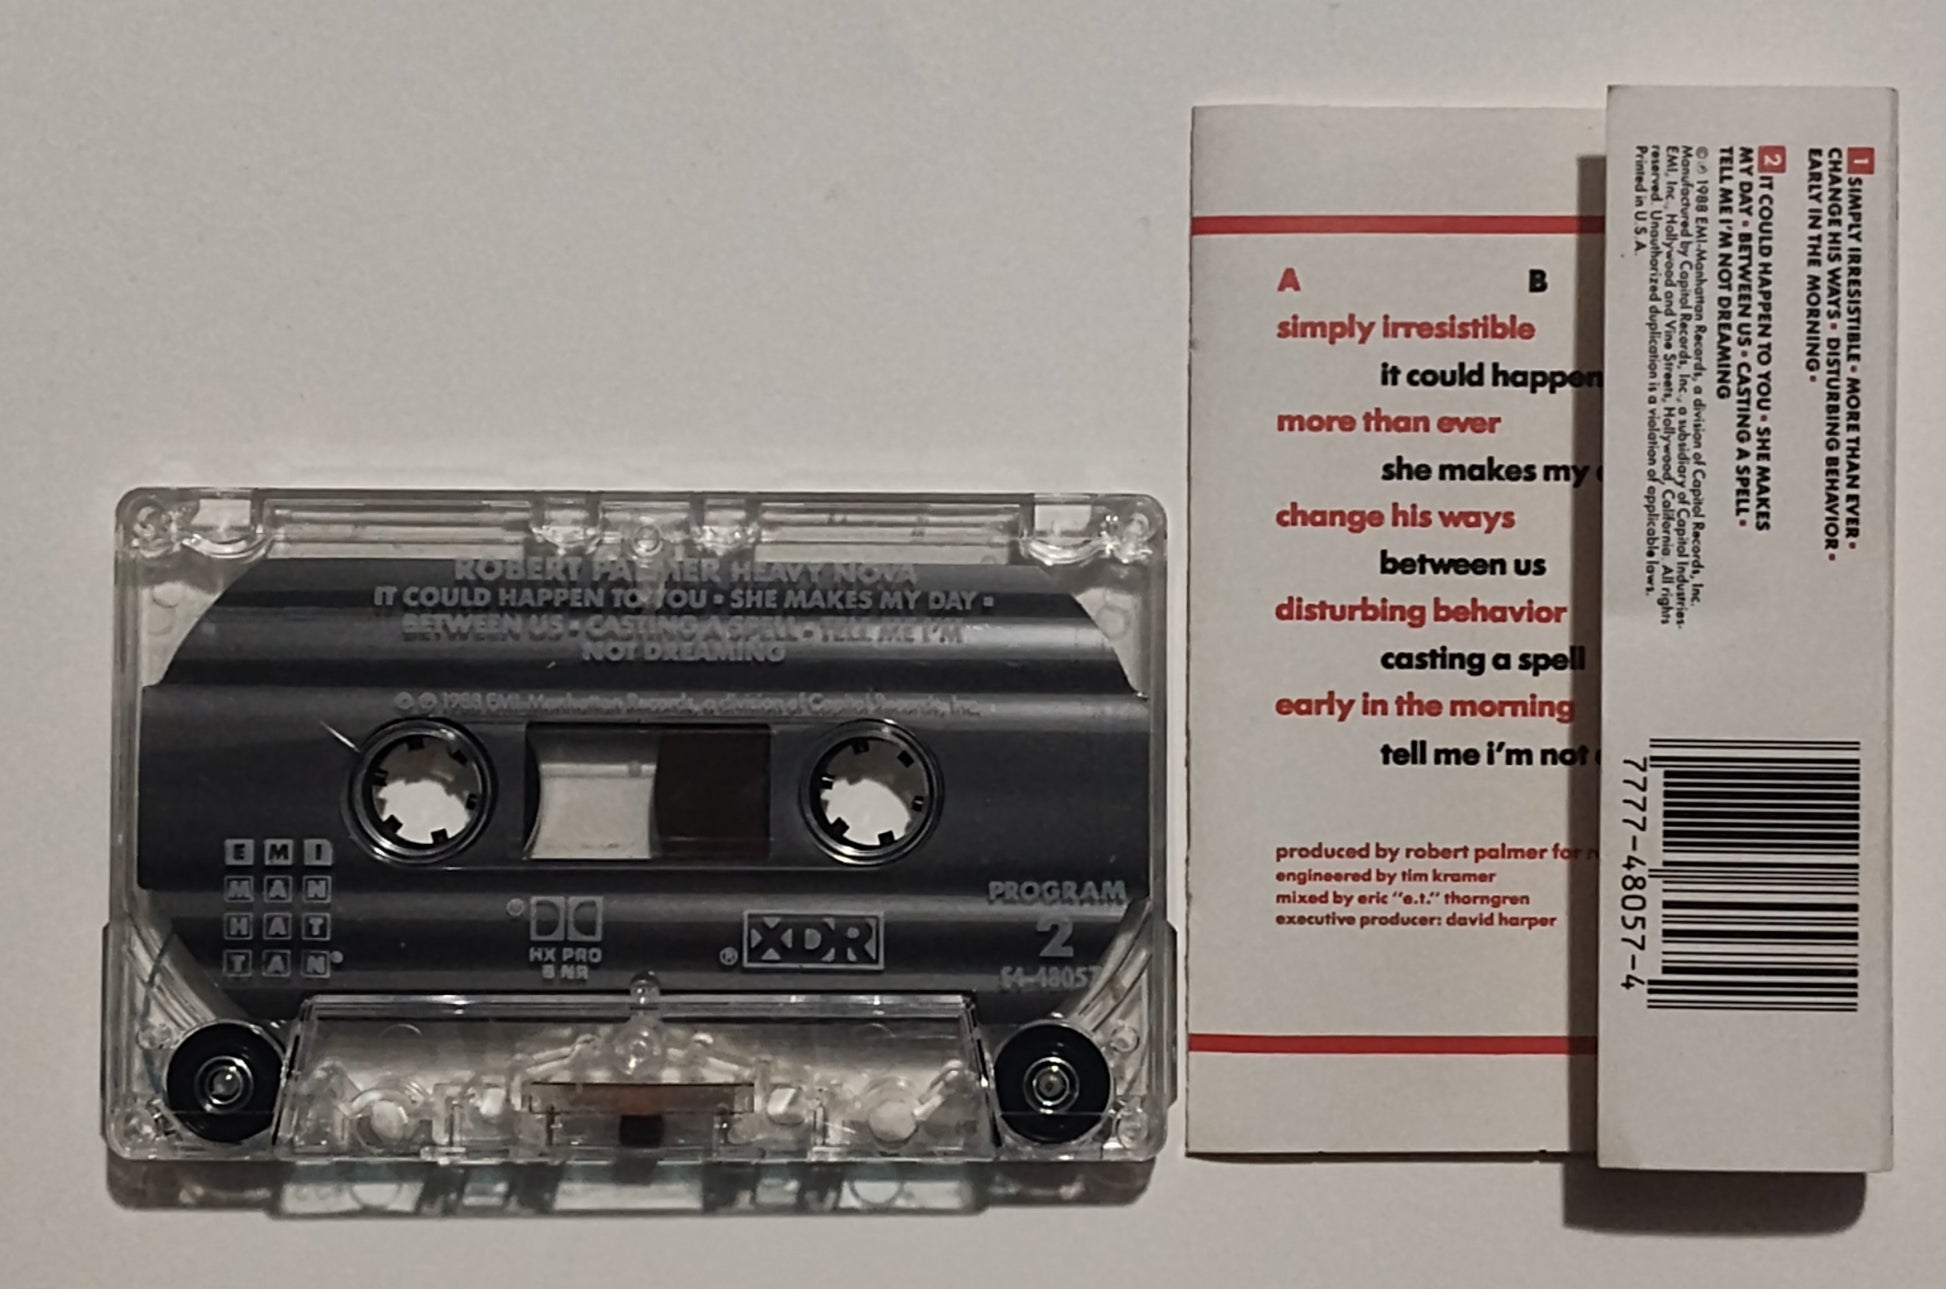 ROBERT PALMER HEAVY NOVA
IT COULD HAPPEN TO YOU • SHE MAKES MY DAY •
BETWEEN US • CASTING A SPELL • TELL ME I'M
NOT DREAMING
© ℗ 1988 EMI-Manhattan Records, a division of Capitol Records, Inc.
EMI
MAN
HAT
TAN®
® HX PRO
B NR
® XDR
PROGRAM
2
E4-48057
A B
simply irresistible
it could happen
more than ever
she makes my
change his ways
between us
disturbing behavior
casting a spell
early in the morning
tell me i'm not
produced by robert palmer for
engineered by tim kramer
mixed by eric "e.t." thorngren
executive producer: david harper
1 SIMPLY IRRESISTIBLE • MORE THAN EVER •
CHANGE HIS WAYS • DISTURBING BEHAVIOR •
EARLY IN THE MORNING •
2 IT COULD HAPPEN TO YOU • SHE MAKES
MY DAY • BETWEEN US • CASTING A SPELL •
TELL ME I'M NOT DREAMING
© ℗ 1988 EMI-Manhattan Records, a division of Capitol Records, Inc.
Manufactured by Capitol Records, Inc., a subsidiary of Capitol Industries-
EMI, Inc., Hollywood and Vine Streets, Hollywood, California. All rights
reserved. Unauthorized duplication is a violation of applicable laws.
Printed in U.S.A.
7777-48057-4